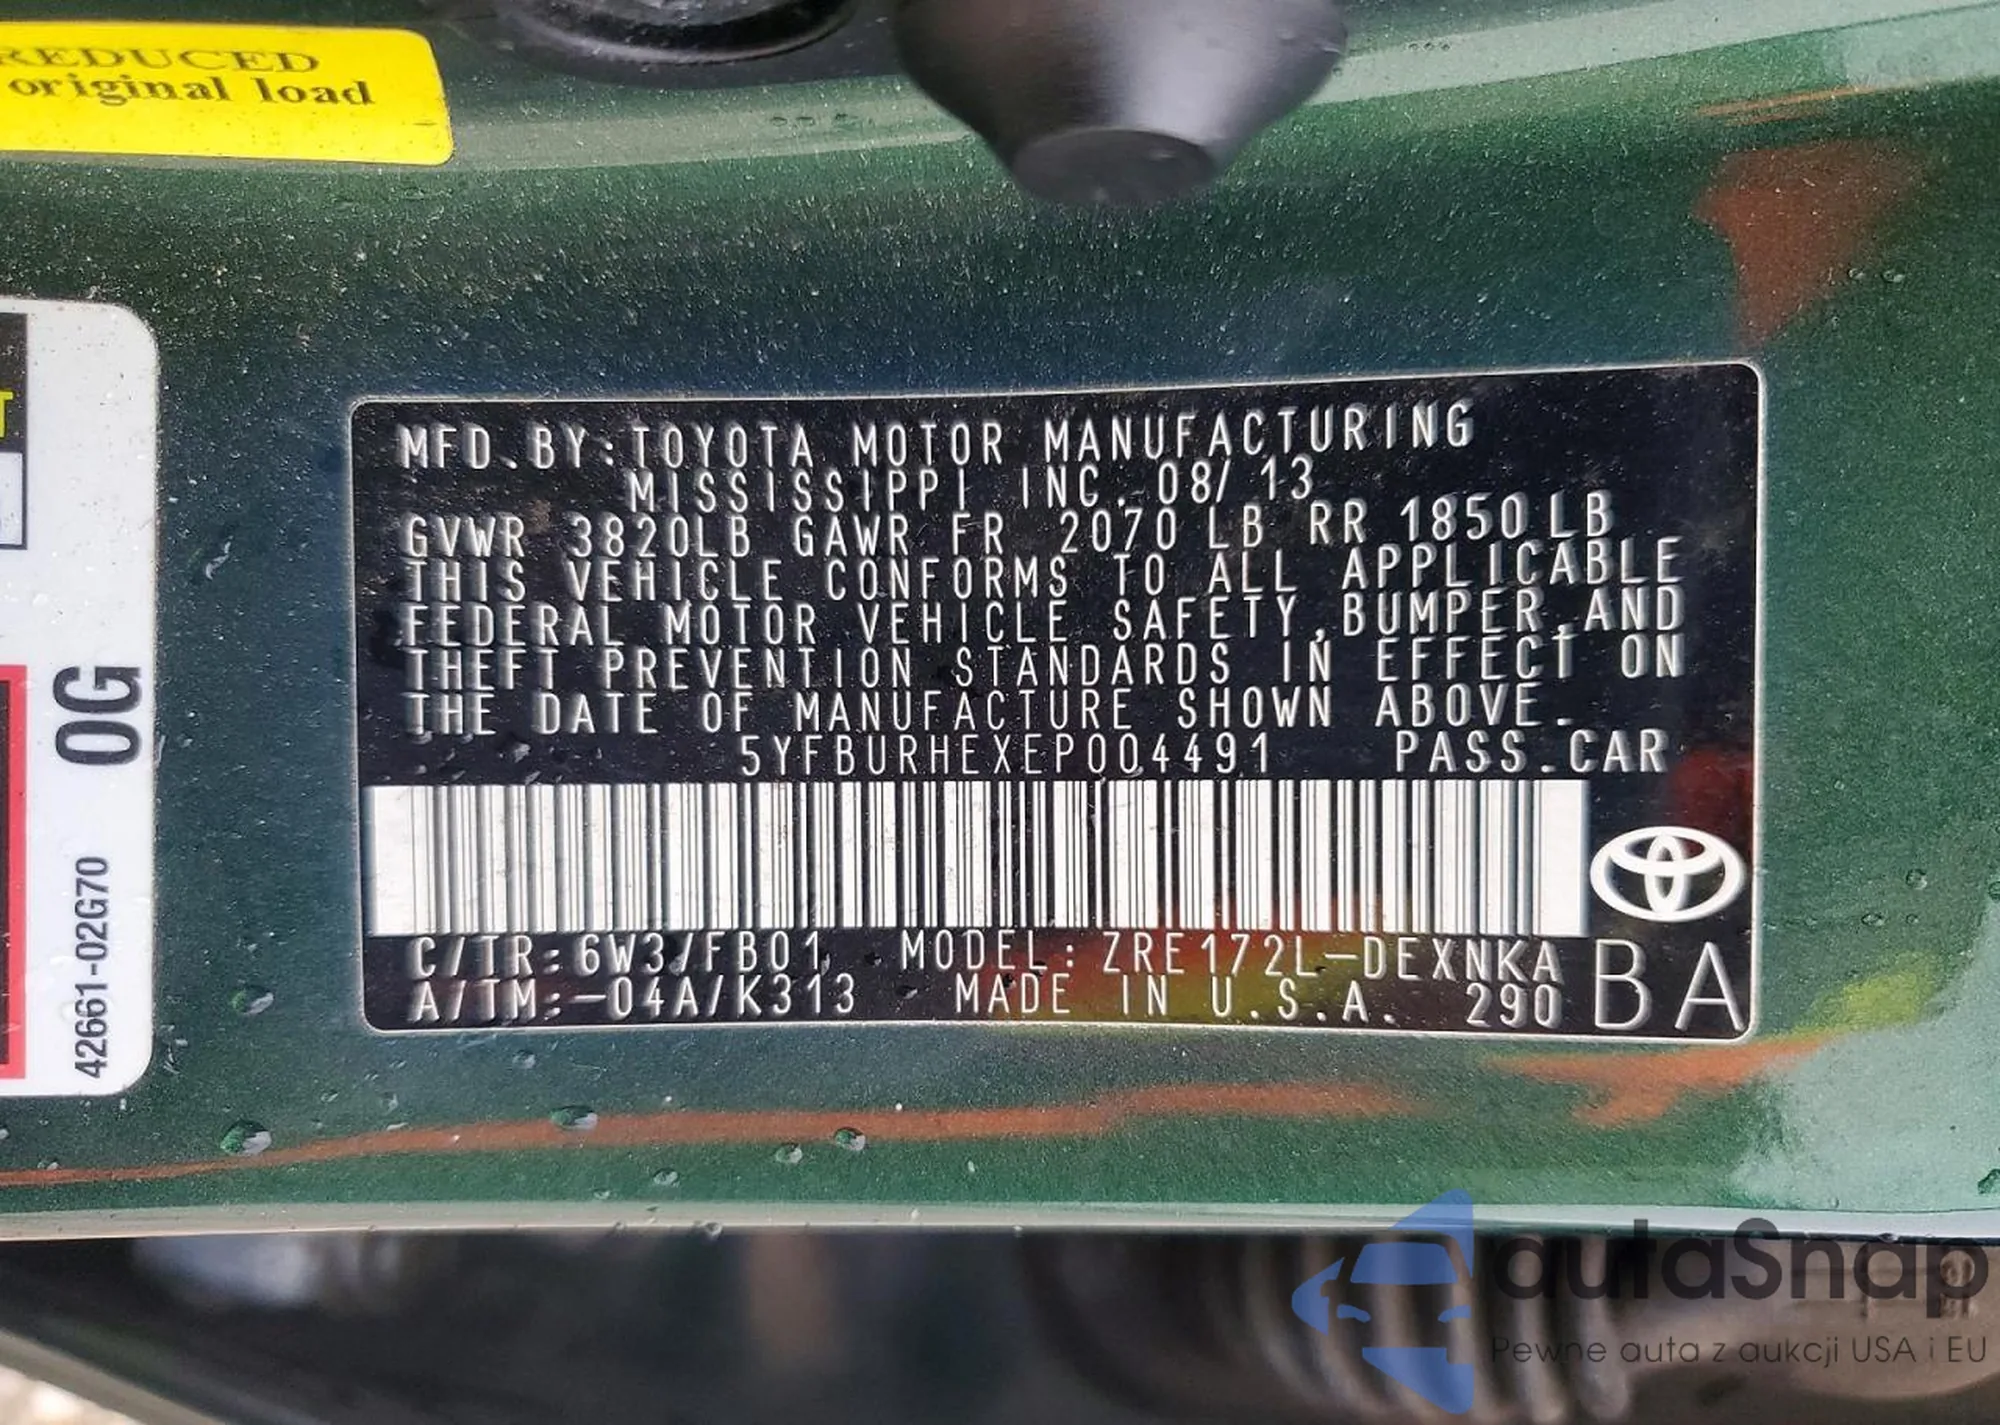 REDUCED
original load
T
0G
42661-02G70
MFD. BY: TOYOTA MOTOR MANUFACTURING
MISSISSIPPI INC. 08/ 13
GVWR 3820LB GAWR FR 2070 LB RR 1850 LB
THIS VEHICLE CONFORMS TO ALL APPLICABLE
FEDERAL MOTOR VEHICLE SAFETY, BUMPER, AND
THEFT PREVENTION STANDARDS IN EFFECT ON
THE DATE OF MANUFACTURE SHOWN ABOVE.
5YFBURHEXEP004491 PASS. CAR
C/TR: 6W3/FB01 MODEL: ZRE172L-DEXNKA
A/TM: -04A/K313 MADE IN U.S.A. 290 BA
autaSnap
Pewne auta z aukcji USA i EU